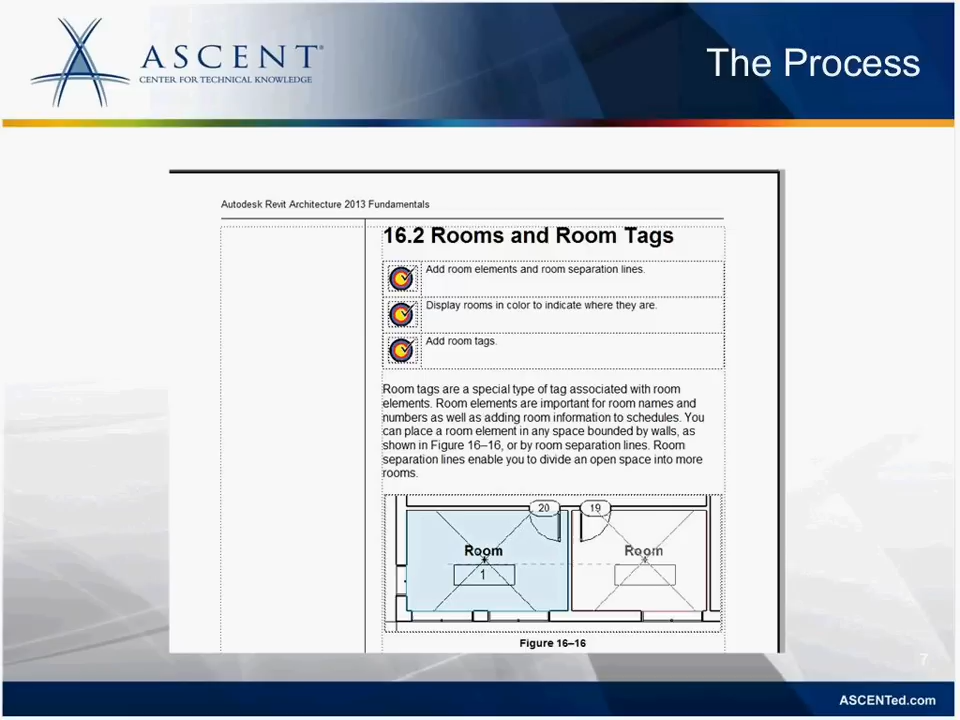 ASCENT®
CENTER FOR TECHNICAL KNOWLEDGE
The Process
Autodesk Revit Architecture 2013 Fundamentals
16.2 Rooms and Room Tags
Add room elements and room separation lines.
Display rooms in color to indicate where they are.
Add room tags.
Room tags are a special type of tag associated with room
elements. Room elements are important for room names and
numbers as well as adding room information to schedules. You
can place a room element in any space bounded by walls, as
shown in Figure 16–16, or by room separation lines. Room
separation lines enable you to divide an open space into more
rooms.
20 19
Room Room
1
Figure 16–16
7
ASCENTed.com